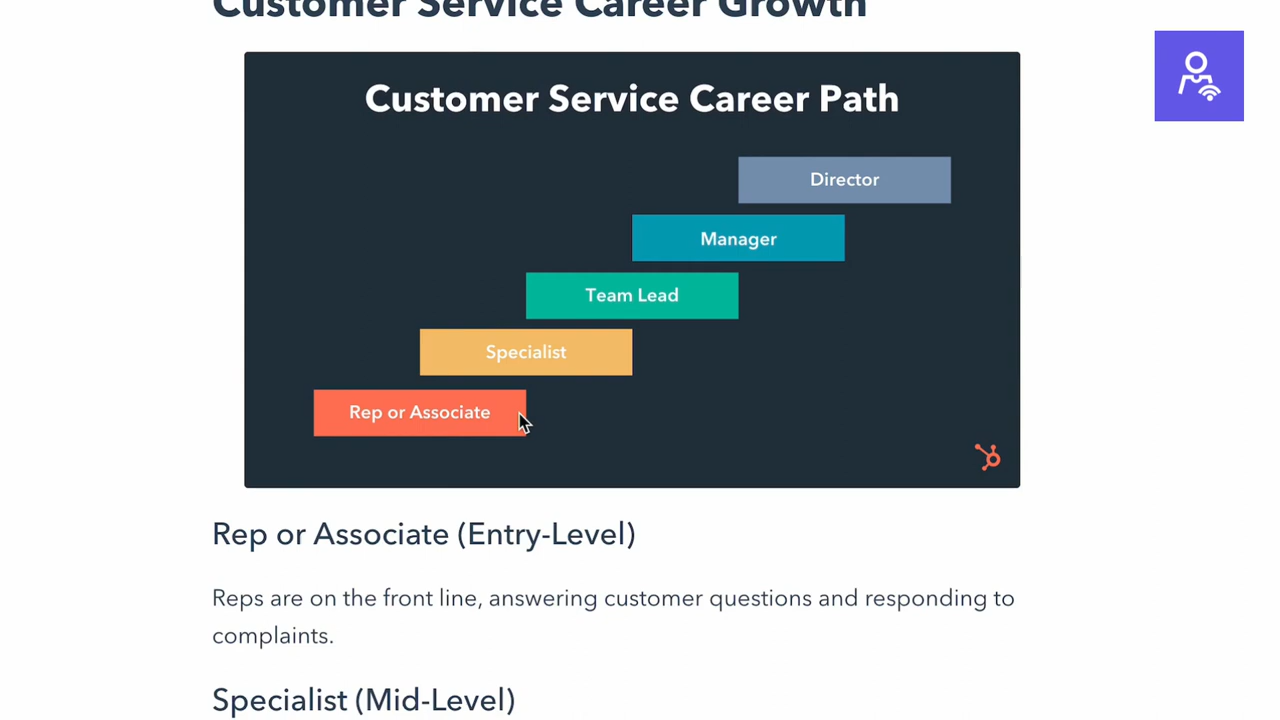 Customer Service Career Growth
Customer Service Career Path
Director
Manager
Team Lead
Specialist
Rep or Associate
Rep or Associate (Entry-Level)
Reps are on the front line, answering customer questions and responding to
complaints.
Specialist (Mid-Level)